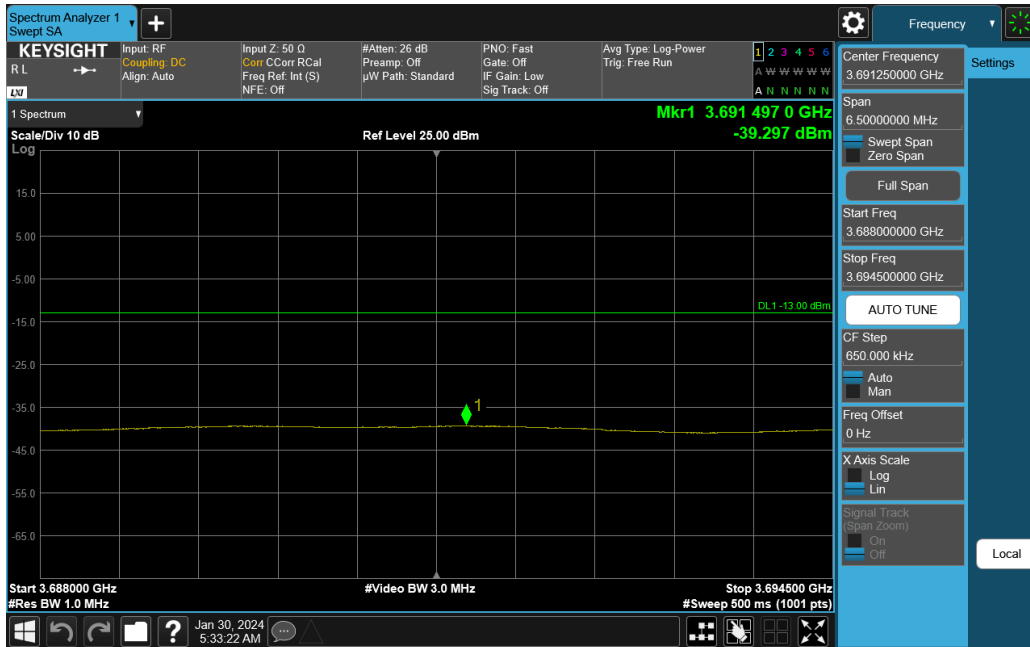 Spectrum Analyzer 1
Swept SA
Frequency
KEYSIGHT
R L
LXI
Input: RF
Coupling: DC
Align: Auto
Input Z: 50 Ω
Corr CCorr RCal
Freq Ref: Int (S)
NFE: Off
#Atten: 26 dB
Preamp: Off
µW Path: Standard
PNO: Fast
Gate: Off
IF Gain: Low
Sig Track: Off
Avg Type: Log-Power
Trig: Free Run
1 2 3 4 5 6
A W W W W W
A N N N N N
1 Spectrum
Scale/Div 10 dB
Log
Ref Level 25.00 dBm
Mkr1 3.691 497 0 GHz
-39.297 dBm
15.0
5.00
-5.00
DL1 -13.00 dBm
-15.0
-25.0
-35.0
1
-45.0
-55.0
-65.0
Start 3.688000 GHz
#Res BW 1.0 MHz
#Video BW 3.0 MHz
Stop 3.694500 GHz
#Sweep 500 ms (1001 pts)
Jan 30, 2024
5:33:22 AM
Center Frequency
3.691250000 GHz
Span
6.50000000 MHz
Swept Span
Zero Span
Full Span
Start Freq
3.688000000 GHz
Stop Freq
3.694500000 GHz
AUTO TUNE
CF Step
650.000 kHz
Auto
Man
Freq Offset
0 Hz
X Axis Scale
Log
Lin
Signal Track
(Span Zoom)
On
Off
Settings
Local